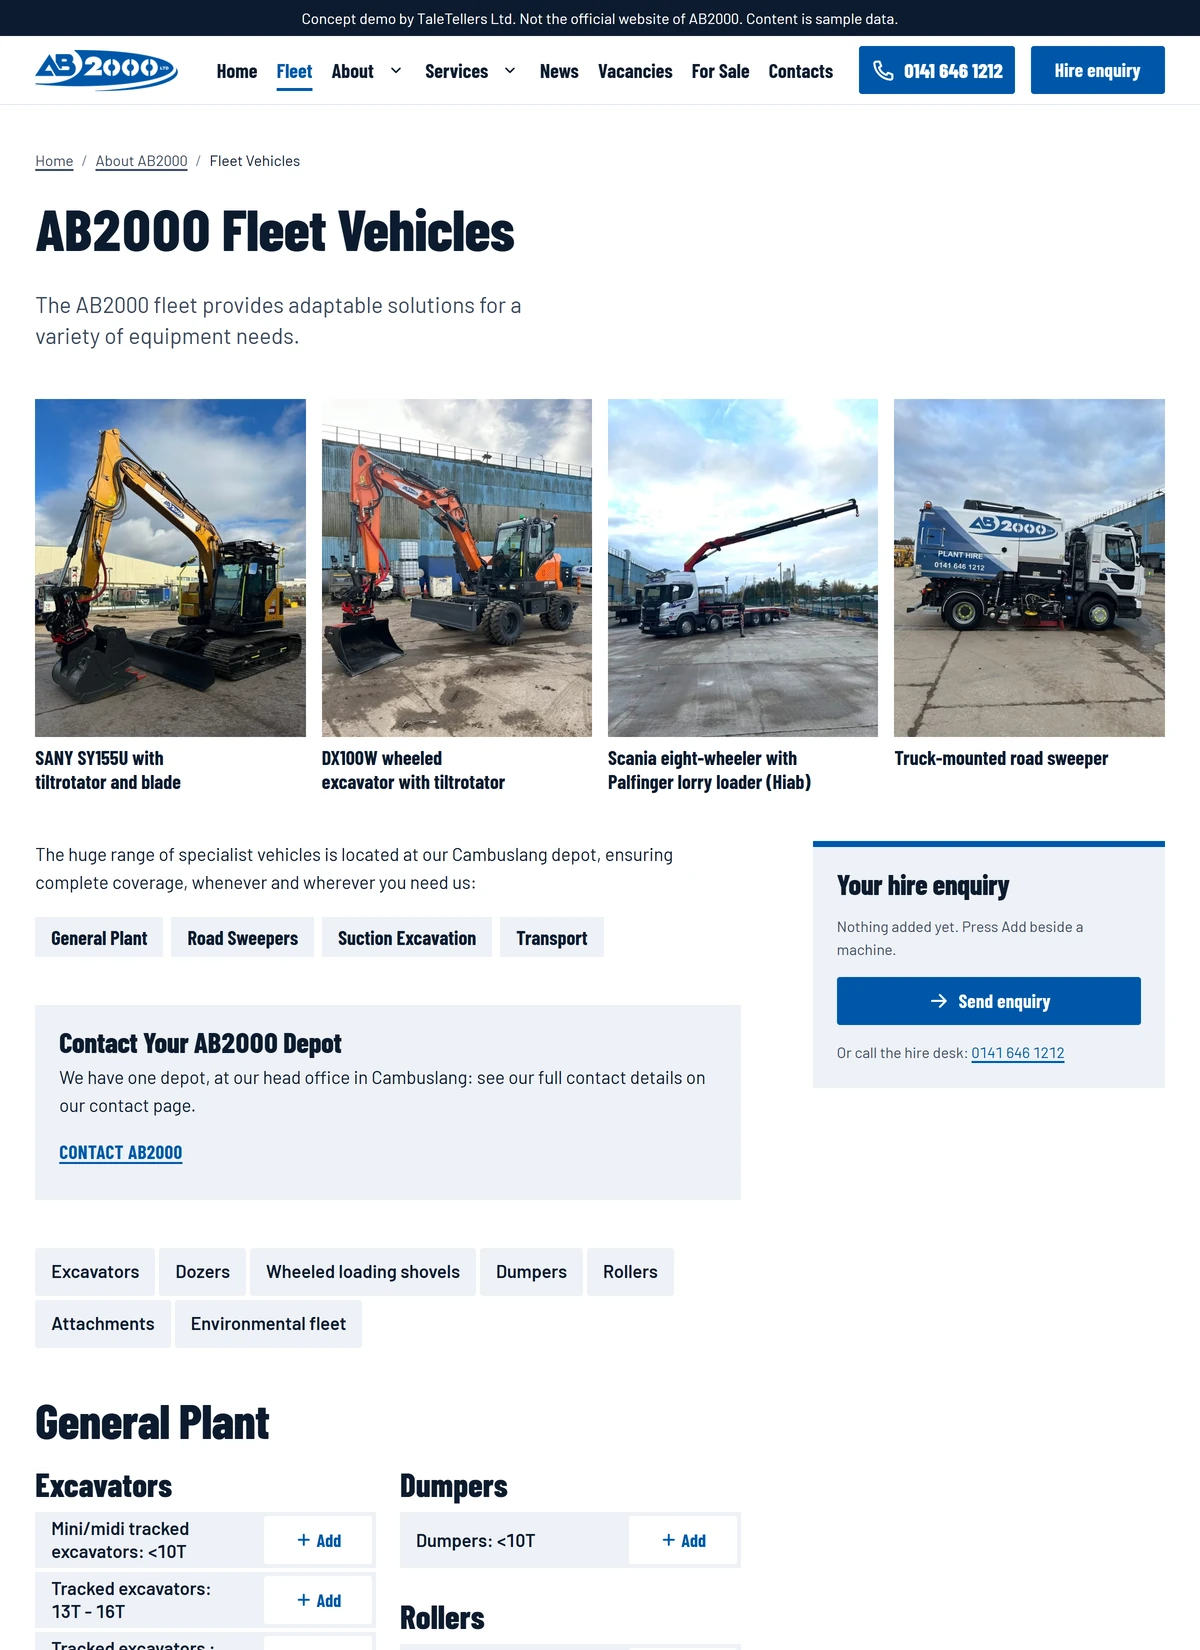 Concept demo by TaleTellers Ltd. Not the official website of AB2000. Content is sample data.
AB2000 LTD
Home Fleet About Services News Vacancies For Sale Contacts 0141 646 1212 Hire enquiry
Home / About AB2000 / Fleet Vehicles
AB2000 Fleet Vehicles
The AB2000 fleet provides adaptable solutions for a
variety of equipment needs.
AB2000
PLANT HIRE
0141 646 1212
SANY SY155U with
tiltrotator and blade
DX100W wheeled
excavator with tiltrotator
Scania eight-wheeler with
Palfinger lorry loader (Hiab)
Truck-mounted road sweeper
The huge range of specialist vehicles is located at our Cambuslang depot, ensuring
complete coverage, whenever and wherever you need us:
General Plant Road Sweepers Suction Excavation Transport
Your hire enquiry
Nothing added yet. Press Add beside a
machine.
Send enquiry
Or call the hire desk: 0141 646 1212
Contact Your AB2000 Depot
We have one depot, at our head office in Cambuslang: see our full contact details on
our contact page.
CONTACT AB2000
Excavators Dozers Wheeled loading shovels Dumpers Rollers
Attachments Environmental fleet
General Plant
Excavators
Mini/midi tracked
excavators: <10T
+ Add
Tracked excavators:
13T - 16T
+ Add
Tracked excavators :
Dumpers
Dumpers: <10T
+ Add
Rollers